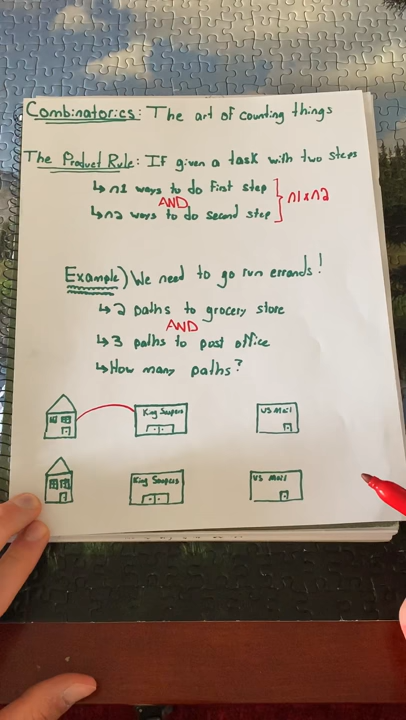 Combinatorics: The art of counting things
The Product Rule: If given a task with two steps
↳ n1 ways to do first step
AND
↳ n2 ways to do second step
n1 x n2
Example) We need to go run errands!
↳ 2 paths to grocery store
AND
↳ 3 paths to post office
↳ How many paths?
King Soopers
US Mail
King Soopers
US Mail